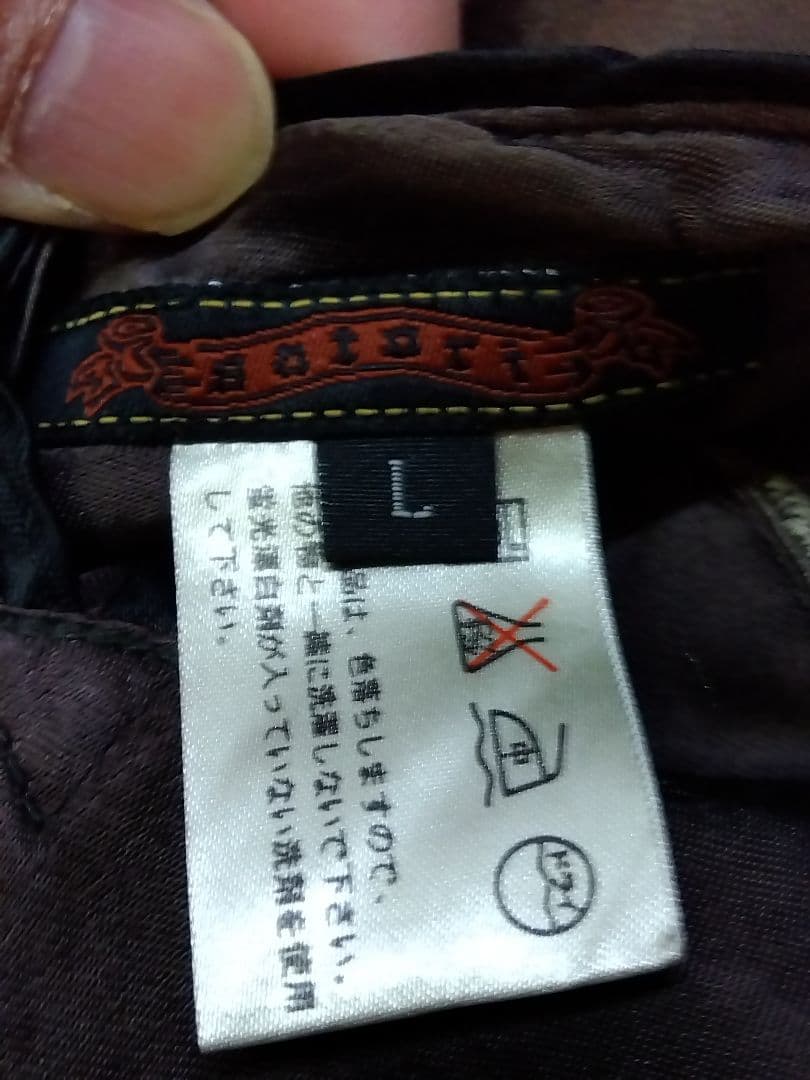 satori
L
品は、色落ちしますので、
他の物と一緒に洗濯しないで下さい。
蛍光漂白剤が入っていない洗剤を使用
して下さい。
中
ドライ